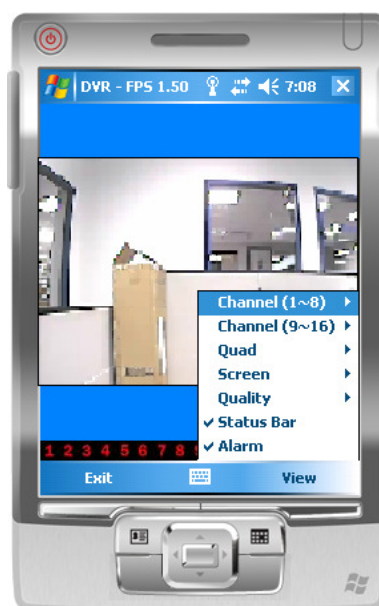 DVR - FPS 1.50 7:08
Channel (1~8)
Channel (9~16)
Quad
Screen
Quality
Status Bar
Alarm
1 2 3 4 5 6 7 8
Exit View